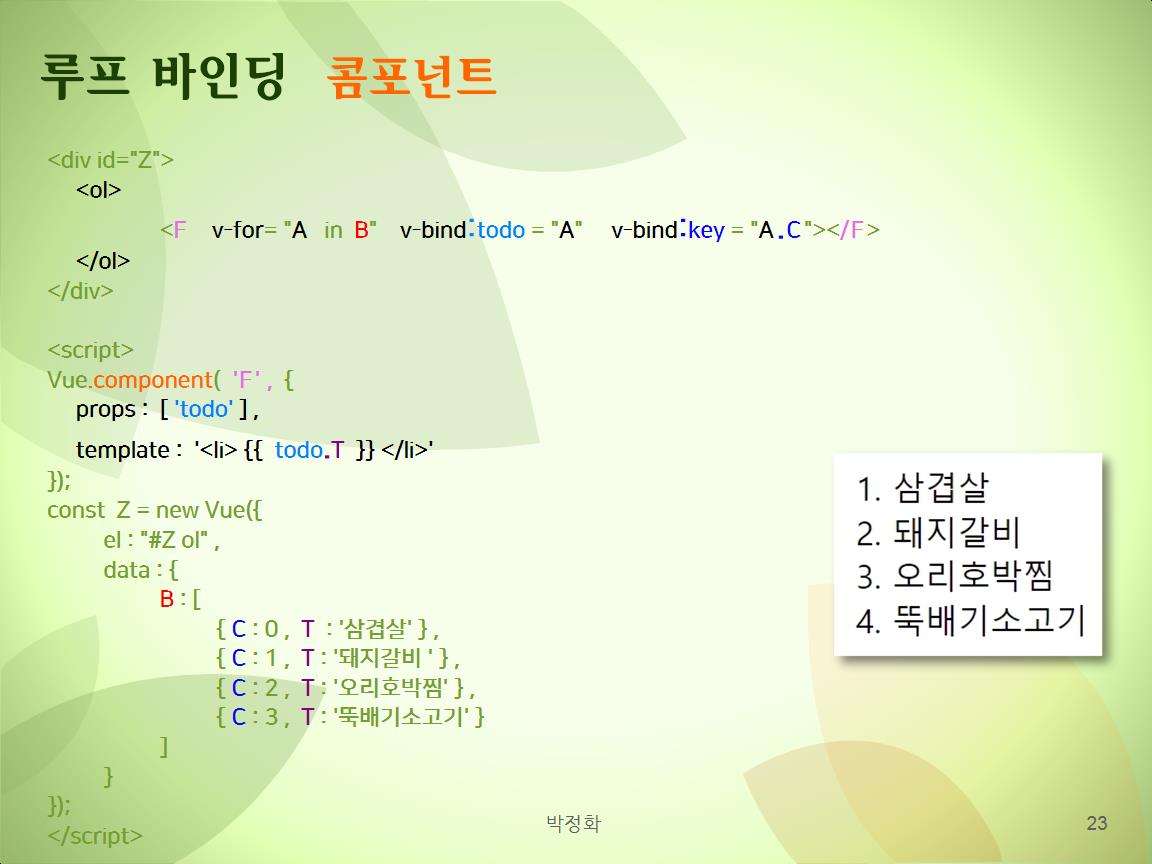 루프 바인딩 콤포넌트
<div id="Z">
<ol>
<F v-for= "A in B" v-bind:todo = "A" v-bind:key = "A.C"></F>
</ol>
</div>
<script>
Vue.component( 'F' , {
props : [ 'todo' ] ,
template : '<li> {{ todo.T }} </li>'
});
const Z = new Vue({
el : "#Z ol" ,
data : {
B : [
{ C : 0 , T : '삼겹살' } ,
{ C : 1 , T : '돼지갈비 ' } ,
{ C : 2 , T : '오리호박찜' } ,
{ C : 3 , T : '뚝배기소고기' }
]
}
});
</script>
1. 삼겹살
2. 돼지갈비
3. 오리호박찜
4. 뚝배기소고기
박정화
23